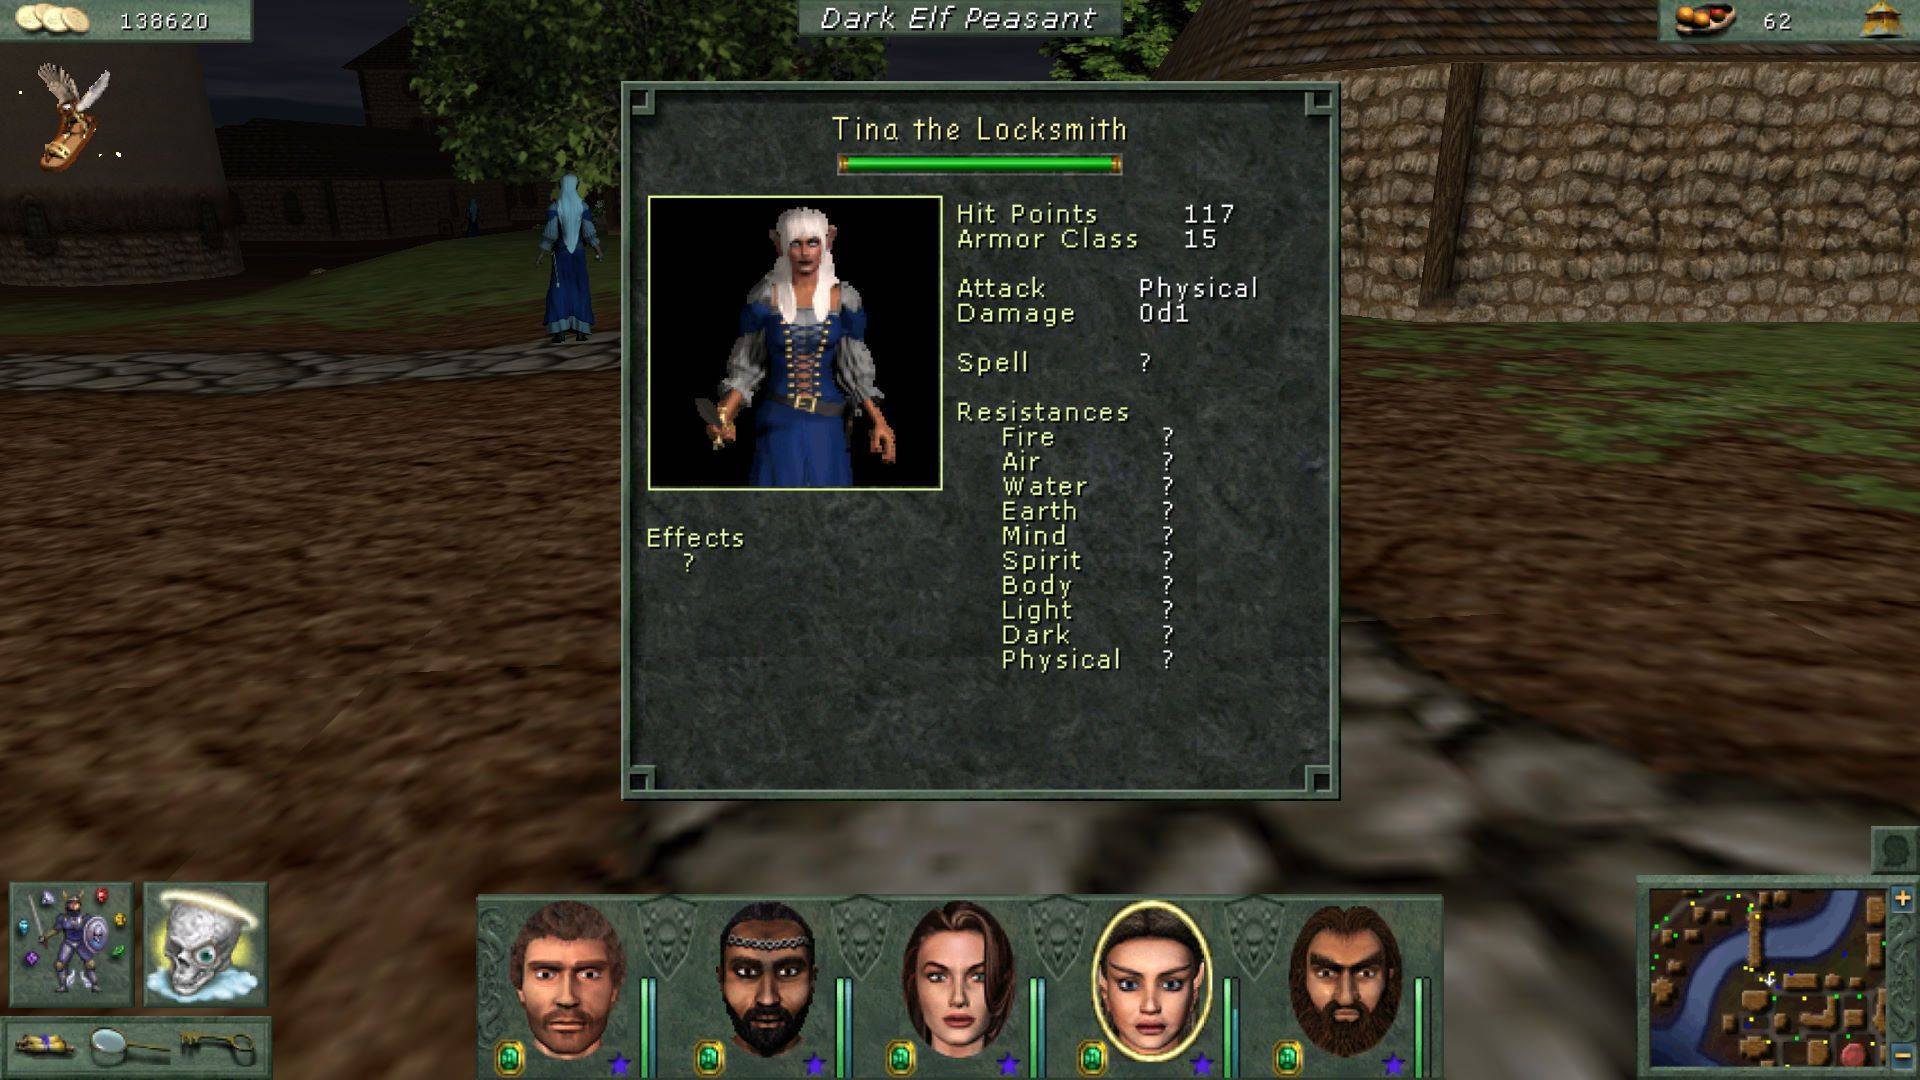 138620
Dark Elf Peasant
62
Tina the Locksmith
Hit Points 117
Armor Class 15
Attack Physical
Damage 0d1
Spell ?
Resistances
Fire ?
Air ?
Water ?
Earth ?
Mind ?
Spirit ?
Body ?
Light ?
Dark ?
Physical ?
Effects
?